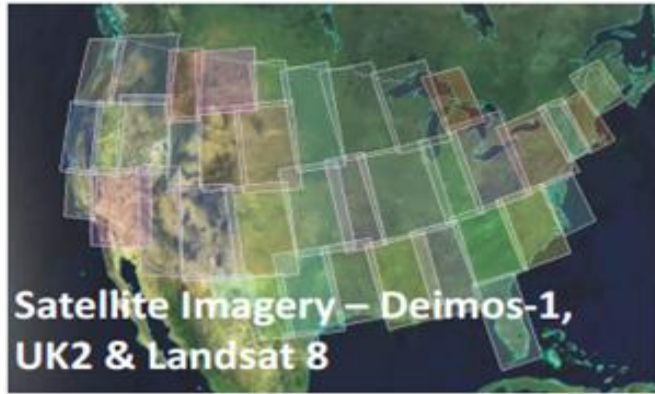 Satellite Imagery – Deimos-1,
UK2 & Landsat 8